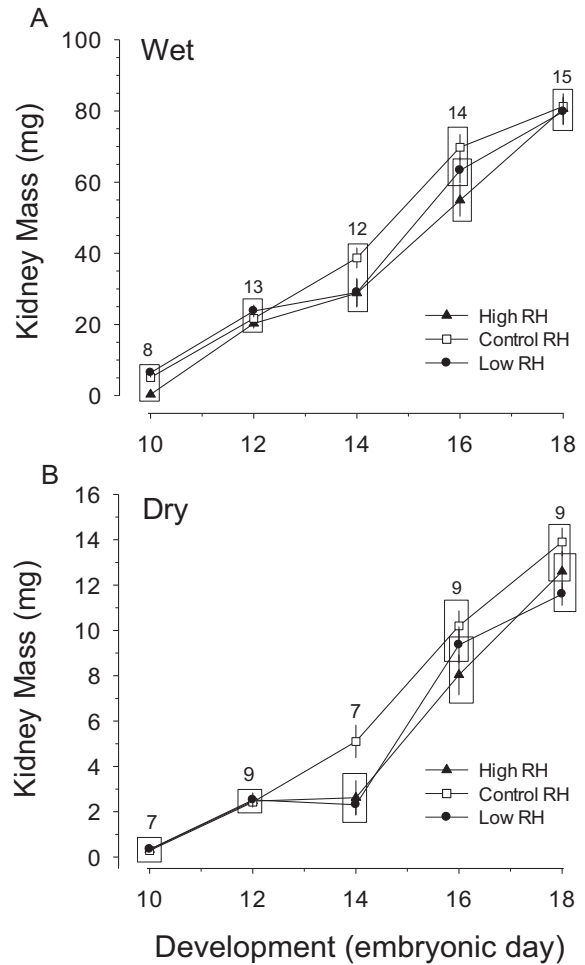 A
Wet
100
80
60
40
20
0
Kidney Mass (mg)
8
13
12
14
15
High RH
Control RH
Low RH
10 12 14 16 18
B
Dry
16
14
12
10
8
6
4
2
0
Kidney Mass (mg)
7
9
7
9
9
High RH
Control RH
Low RH
10 12 14 16 18
Development (embryonic day)